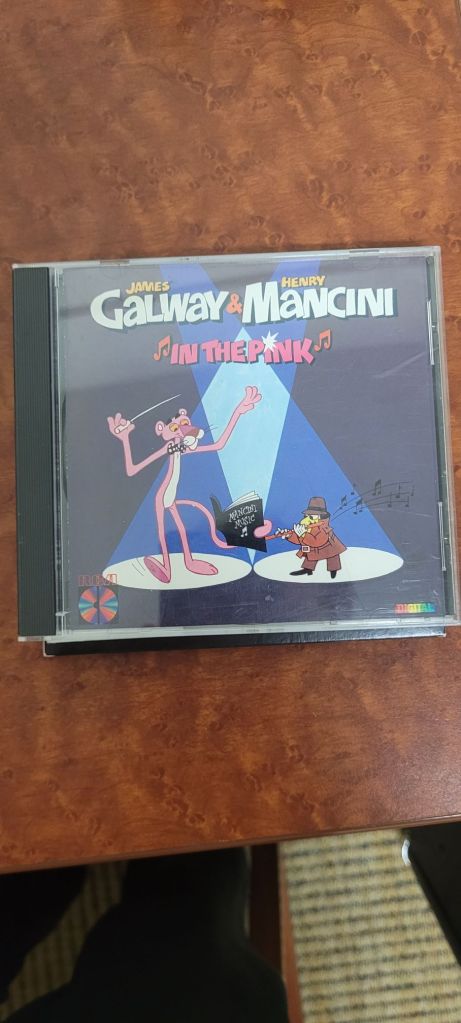 JAMES HENRY
GALWAY & MANCINI
IN THE PINK
MANCINI
MUSIC
RCA
DIGITAL